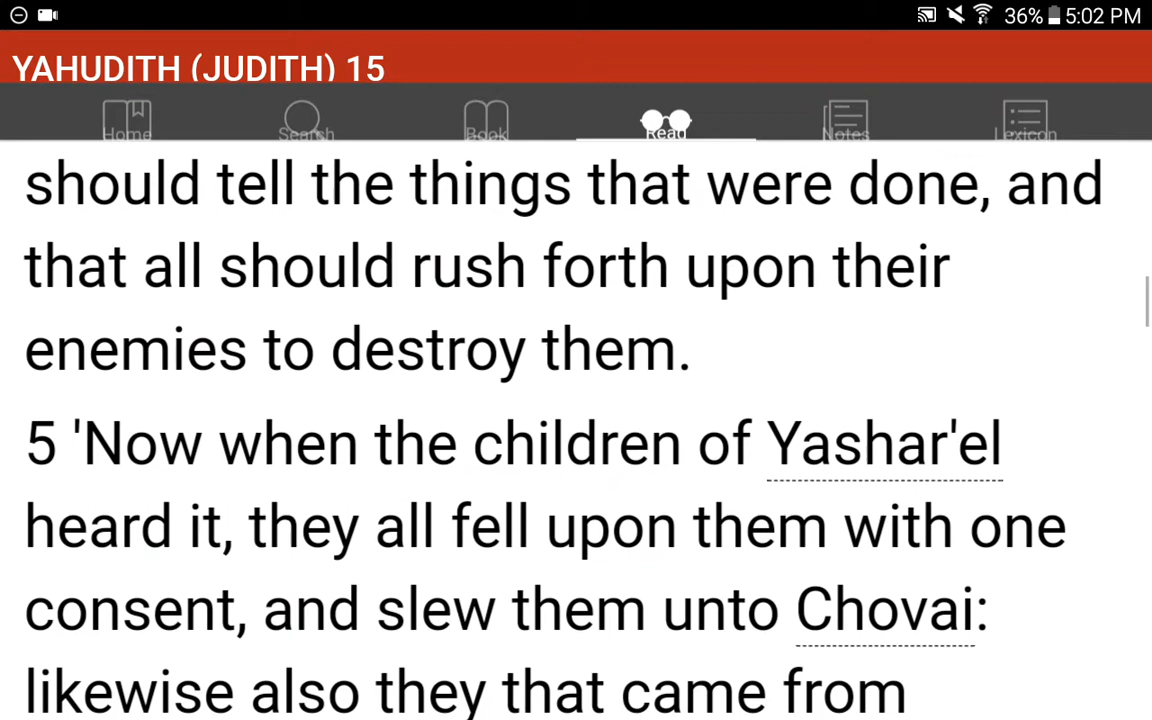 36% 5:02 PM
YAHUDITH (JUDITH) 15
Home Search Book Read Notes Lexicon
should tell the things that were done, and
that all should rush forth upon their
enemies to destroy them.
5 'Now when the children of Yashar'el
heard it, they all fell upon them with one
consent, and slew them unto Chovai:
likewise also they that came from